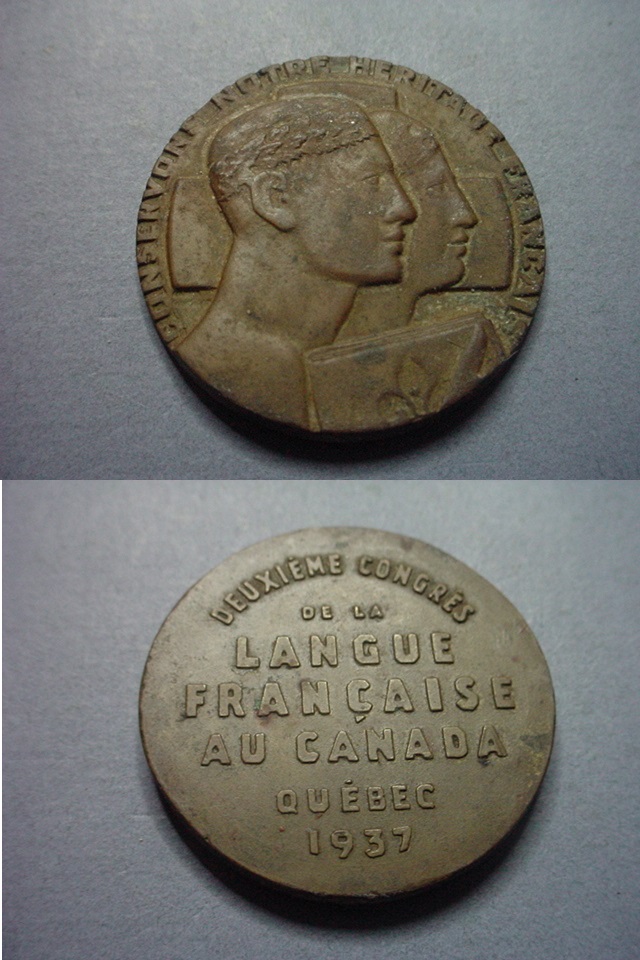 CONSERVONS NOTRE HERITAGE FRANÇAIS
DEUXIÈME CONGRÈS
DE LA
LANGUE
FRANÇAISE
AU CANADA
QUÉBEC
1937